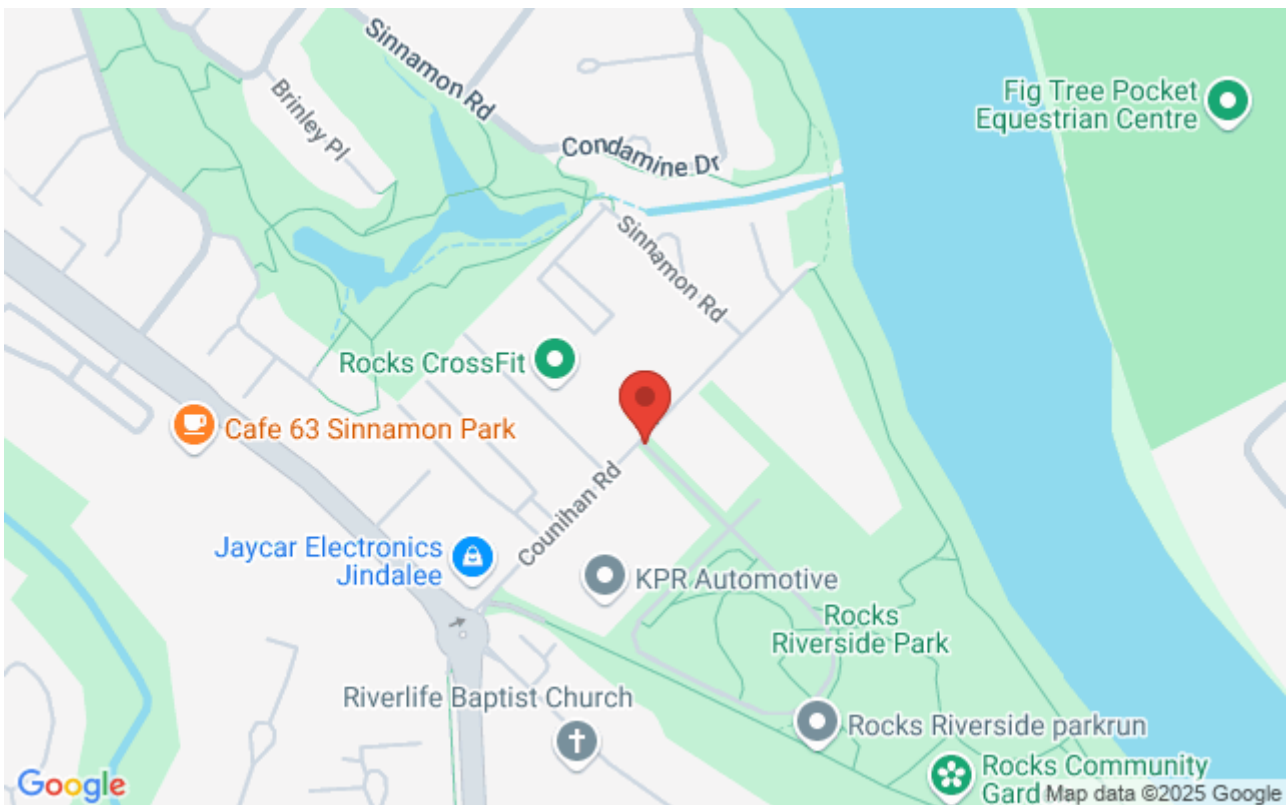 Sinnamon Rd
Brinley Pl
Condamine Dr
Fig Tree Pocket
Equestrian Centre
Sinnamon Rd
Rocks CrossFit
Cafe 63 Sinnamon Park
Counihan Rd
Jaycar Electronics
Jindalee
KPR Automotive
Rocks
Riverside Park
Riverlife Baptist Church
Rocks Riverside parkrun
Rocks Community
Gard
Google
Map data ©2025 Google